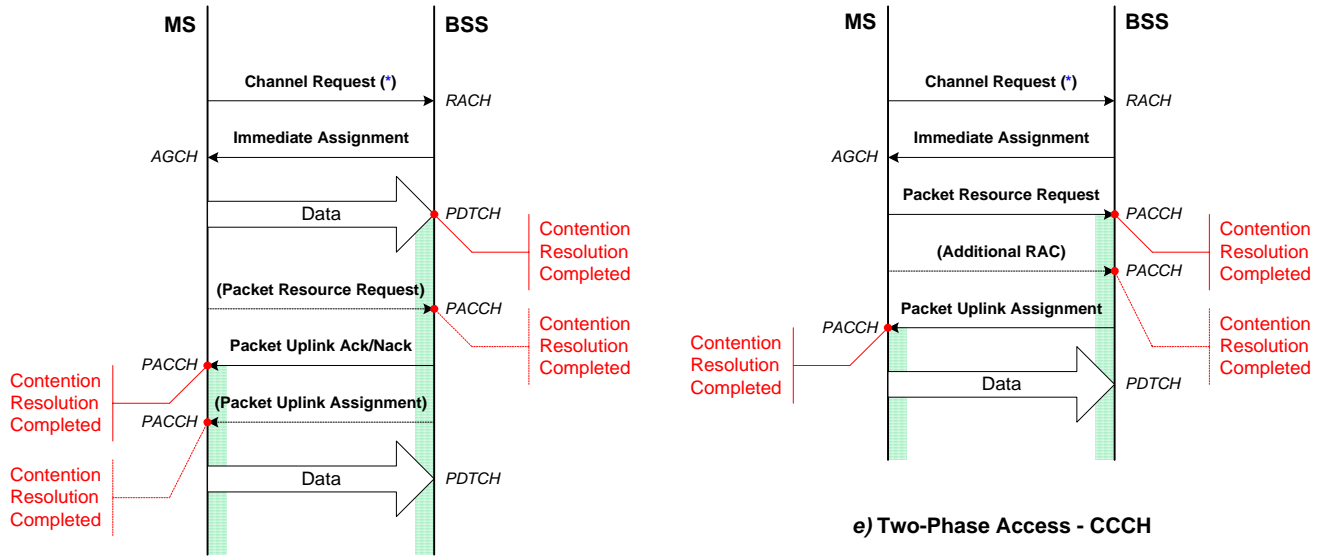 MS
BSS
Channel Request (*)
RACH
Immediate Assignment
AGCH
Data
PDTCH
Contention
Resolution
Completed
(Packet Resource Request)
PACCH
Contention
Resolution
Completed
Packet Uplink Ack/Nack
PACCH
Contention
Resolution
Completed
(Packet Uplink Assignment)
PACCH
Contention
Resolution
Completed
Data
PDTCH
MS
BSS
Channel Request (*)
RACH
Immediate Assignment
AGCH
Packet Resource Request
PACCH
Contention
Resolution
Completed
(Additional RAC)
PACCH
Contention
Resolution
Completed
Packet Uplink Assignment
PACCH
Contention
Resolution
Completed
Data
PDTCH
e) Two-Phase Access - CCCH